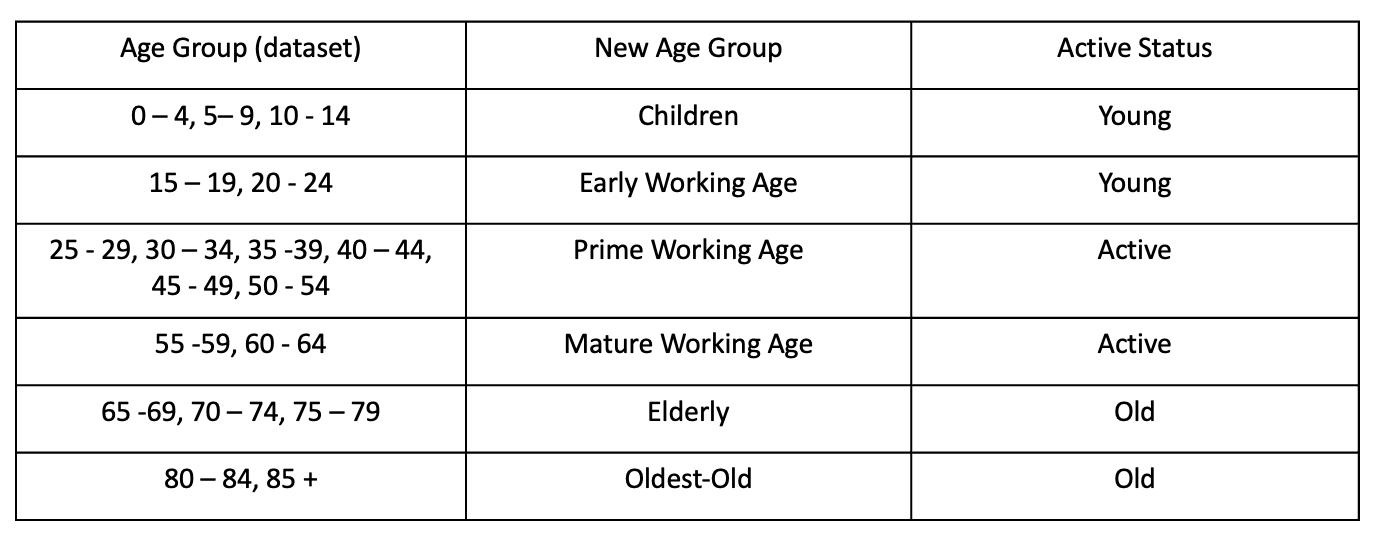 Age Group (dataset) New Age Group Active Status
0 – 4, 5– 9, 10 - 14 Children Young
15 – 19, 20 - 24 Early Working Age Young
25 - 29, 30 – 34, 35 -39, 40 – 44, Prime Working Age Active
45 - 49, 50 - 54
55 -59, 60 - 64 Mature Working Age Active
65 -69, 70 – 74, 75 – 79 Elderly Old
80 – 84, 85 + Oldest-Old Old